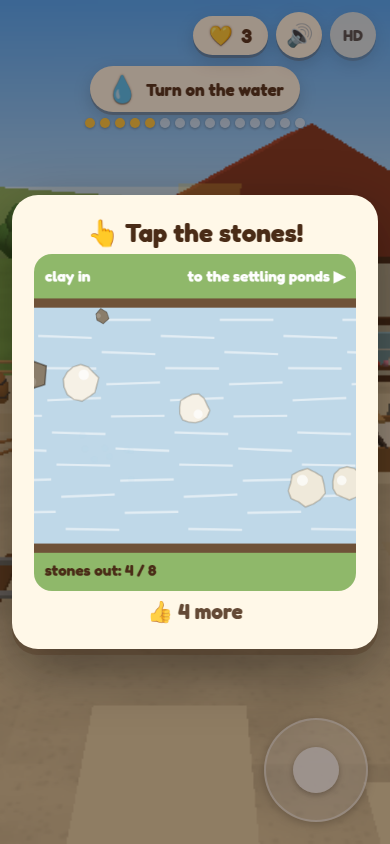 3
HD
Turn on the water
Tap the stones!
clay in
to the settling ponds ▶
stones out: 4 / 8
4 more